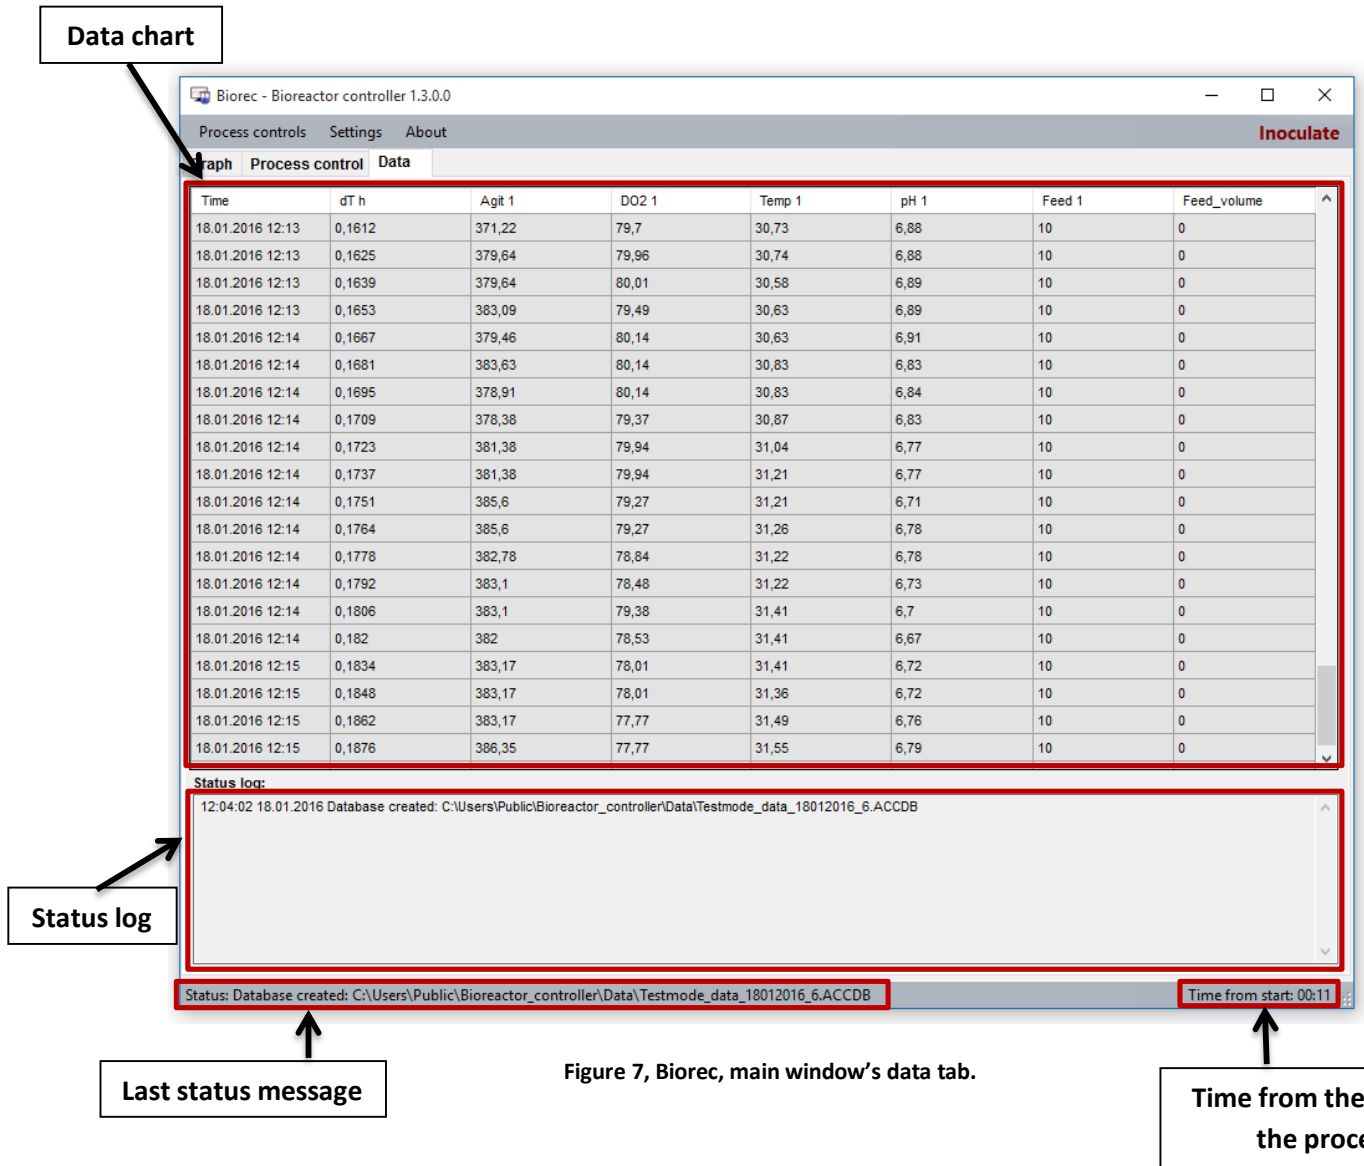 Data chart
Biorec - Bioreactor controller 1.3.0.0
Process controls Settings About Inoculate
raph Process control Data
Time dT h Agit 1 DO2 1 Temp 1 pH 1 Feed 1 Feed_volume
18.01.2016 12:13 0,1612 371,22 79,7 30,73 6,88 10 0
18.01.2016 12:13 0,1625 379,64 79,96 30,74 6,88 10 0
18.01.2016 12:13 0,1639 379,64 80,01 30,58 6,89 10 0
18.01.2016 12:13 0,1653 383,09 79,49 30,63 6,89 10 0
18.01.2016 12:14 0,1667 379,46 80,14 30,63 6,91 10 0
18.01.2016 12:14 0,1681 383,63 80,14 30,83 6,83 10 0
18.01.2016 12:14 0,1695 378,91 80,14 30,83 6,84 10 0
18.01.2016 12:14 0,1709 378,38 79,37 30,87 6,83 10 0
18.01.2016 12:14 0,1723 381,38 79,94 31,04 6,77 10 0
18.01.2016 12:14 0,1737 381,38 79,94 31,21 6,77 10 0
18.01.2016 12:14 0,1751 385,6 79,27 31,21 6,71 10 0
18.01.2016 12:14 0,1764 385,6 79,27 31,26 6,78 10 0
18.01.2016 12:14 0,1778 382,78 78,84 31,22 6,78 10 0
18.01.2016 12:14 0,1792 383,1 78,48 31,22 6,73 10 0
18.01.2016 12:14 0,1806 383,1 79,38 31,41 6,7 10 0
18.01.2016 12:14 0,182 382 78,53 31,41 6,67 10 0
18.01.2016 12:15 0,1834 383,17 78,01 31,41 6,72 10 0
18.01.2016 12:15 0,1848 383,17 78,01 31,36 6,72 10 0
18.01.2016 12:15 0,1862 383,17 77,77 31,49 6,76 10 0
18.01.2016 12:15 0,1876 386,35 77,77 31,55 6,79 10 0
Status log:
12:04:02 18.01.2016 Database created: C:\Users\Public\Bioreactor_controller\Data\Testmode_data_18012016_6.ACCDB
Status log
Status: Database created: C:\Users\Public\Bioreactor_controller\Data\Testmode_data_18012016_6.ACCDB Time from start: 00:11
Last status message
Figure 7, Biorec, main window's data tab.
Time from the
the proce